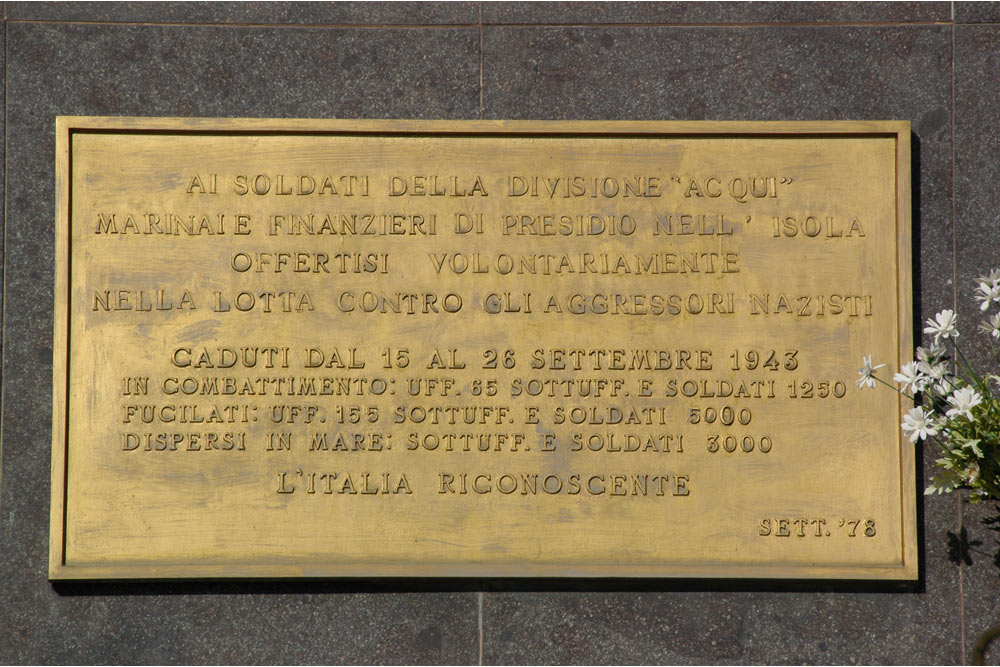 AI SOLDATI DELLA DIVISIONE "ACQUI"
MARINAI E FINANZIERI DI PRESIDIO NELL' ISOLA
OFFERTISI VOLONTARIAMENTE
NELLA LOTTA CONTRO GLI AGGRESSORI NAZISTI
CADUTI DAL 15 AL 26 SETTEMBRE 1943
IN COMBATTIMENTO: UFF. 65 SOTTUFF. E SOLDATI 1250
FUCILATI: UFF. 155 SOTTUFF. E SOLDATI 5000
DISPERSI IN MARE: SOTTUFF. E SOLDATI 3000
L'ITALIA RICONOSCENTE
SETT. '78